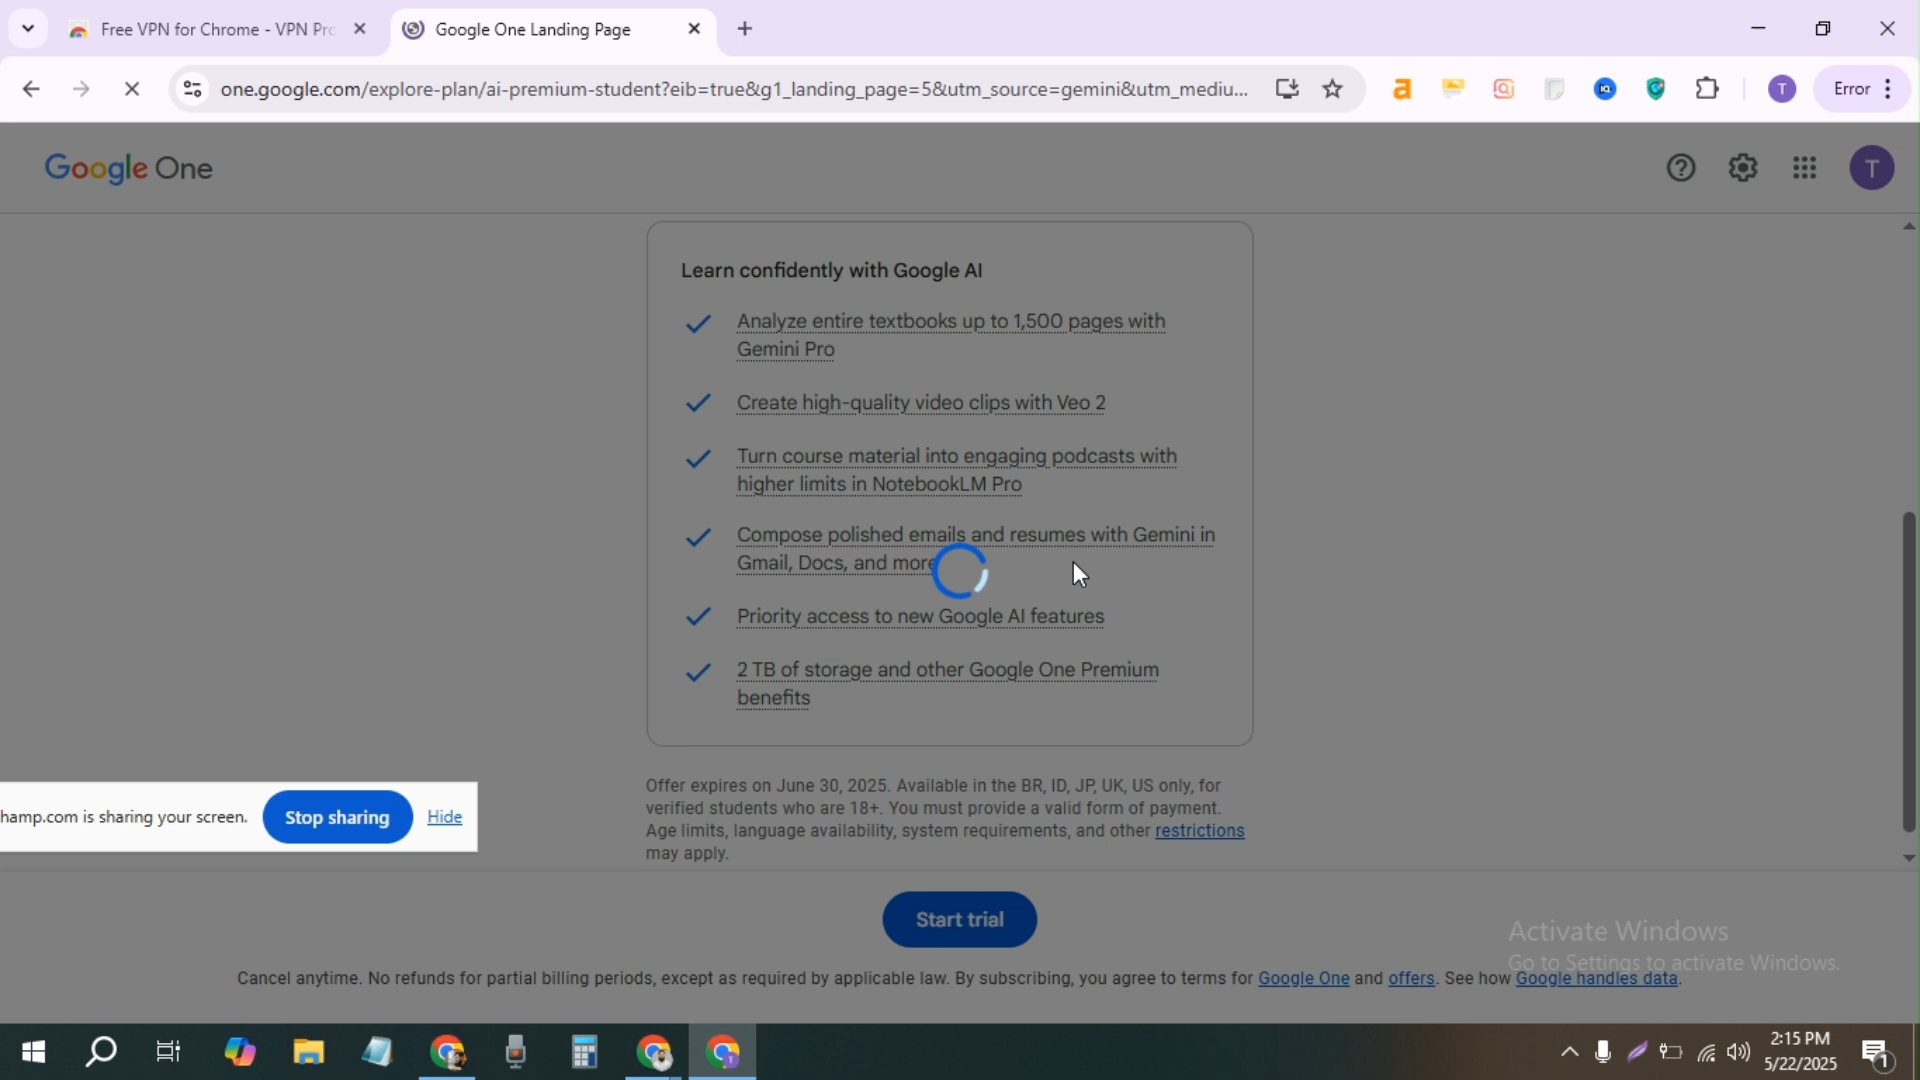 Free VPN for Chrome - VPN Pro
Google One Landing Page
one.google.com/explore-plan/ai-premium-student?eib=true&g1_landing_page=5&utm_source=gemini&utm_mediu...
T
Error
Google One
T
Learn confidently with Google AI
Analyze entire textbooks up to 1,500 pages with
Gemini Pro
Create high-quality video clips with Veo 2
Turn course material into engaging podcasts with
higher limits in NotebookLM Pro
Compose polished emails and resumes with Gemini in
Gmail, Docs, and more
Priority access to new Google AI features
2 TB of storage and other Google One Premium
benefits
Offer expires on June 30, 2025. Available in the BR, ID, JP, UK, US only, for
verified students who are 18+. You must provide a valid form of payment.
Age limits, language availability, system requirements, and other restrictions
may apply.
hamp.com is sharing your screen.
Stop sharing
Hide
Start trial
Activate Windows
Go to Settings to activate Windows.
Cancel anytime. No refunds for partial billing periods, except as required by applicable law. By subscribing, you agree to terms for Google One and offers. See how Google handles data.
2:15 PM
5/22/2025
1